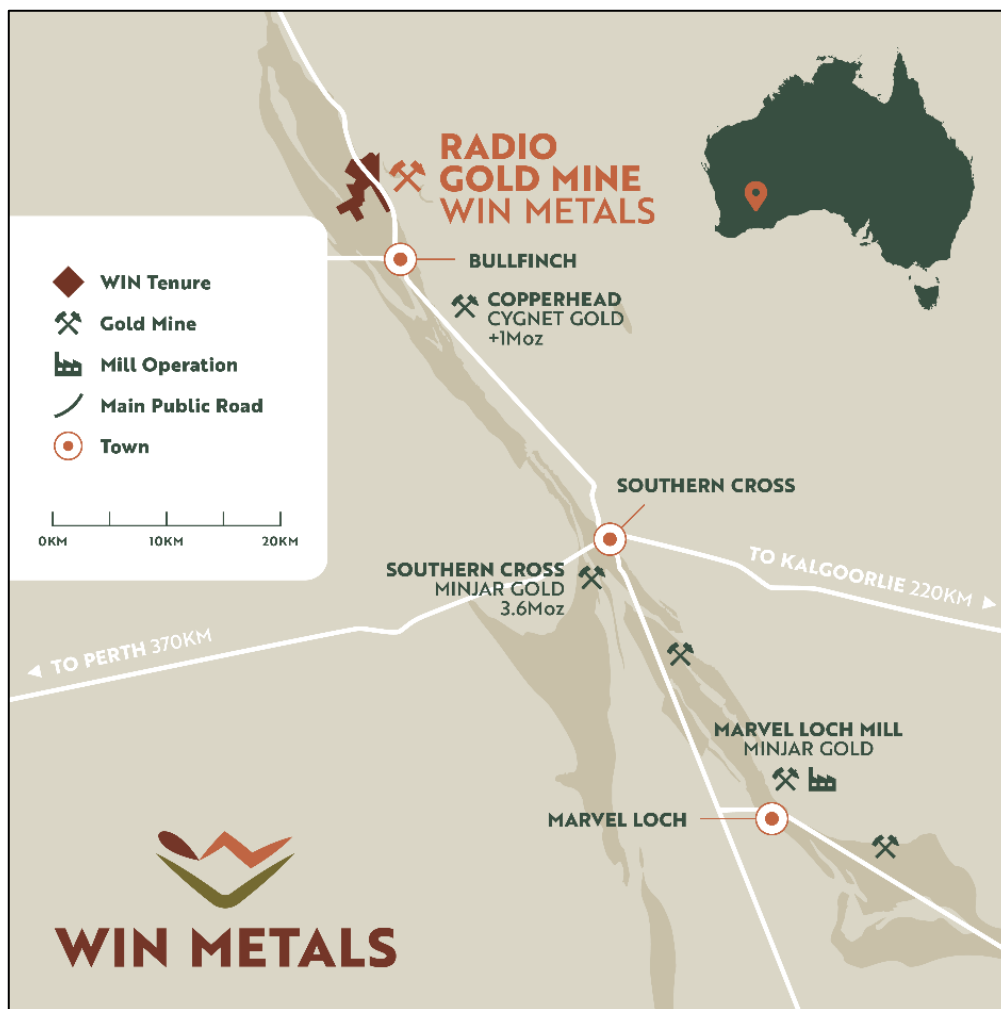 RADIO
GOLD MINE
WIN METALS
BULLFINCH
COPPERHEAD
CYGNET GOLD
+1Moz
WIN Tenure
Gold Mine
Mill Operation
Main Public Road
Town
0KM 10KM 20KM
SOUTHERN CROSS
TO KALGOORLIE 220KM
SOUTHERN CROSS
MINJAR GOLD
3.6Moz
TO PERTH 370KM
MARVEL LOCH MILL
MINJAR GOLD
MARVEL LOCH
WIN METALS